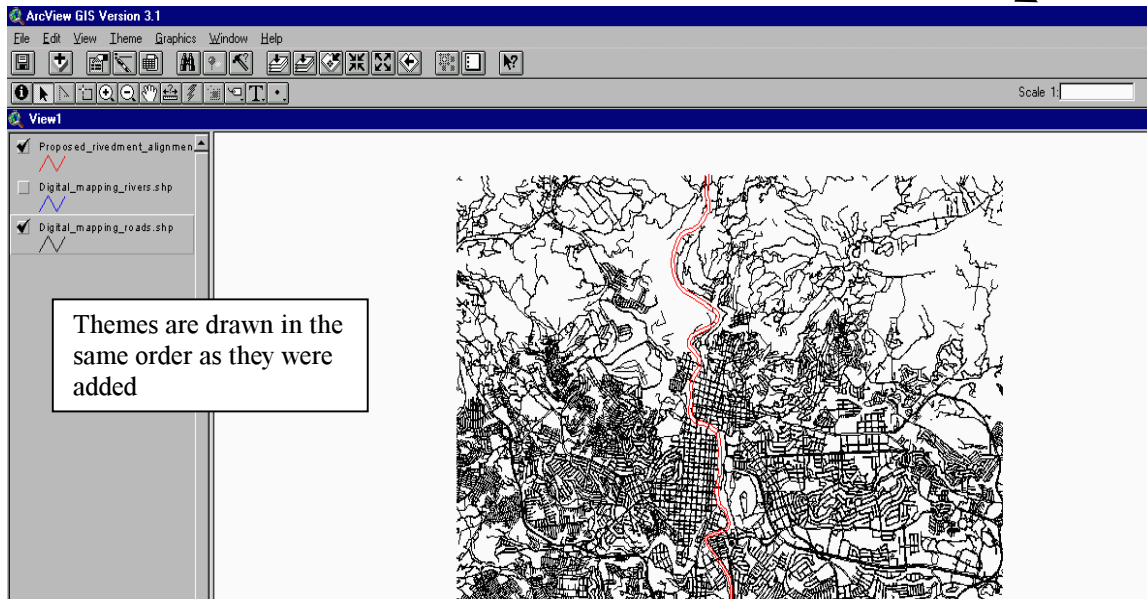 ArcView GIS Version 3.1
File Edit View Theme Graphics Window Help
Scale 1:
View1
Proposed_rivedment_alignmen
Digital_mapping_rivers.shp
Digital_mapping_roads.shp
Themes are drawn in the
same order as they were
added